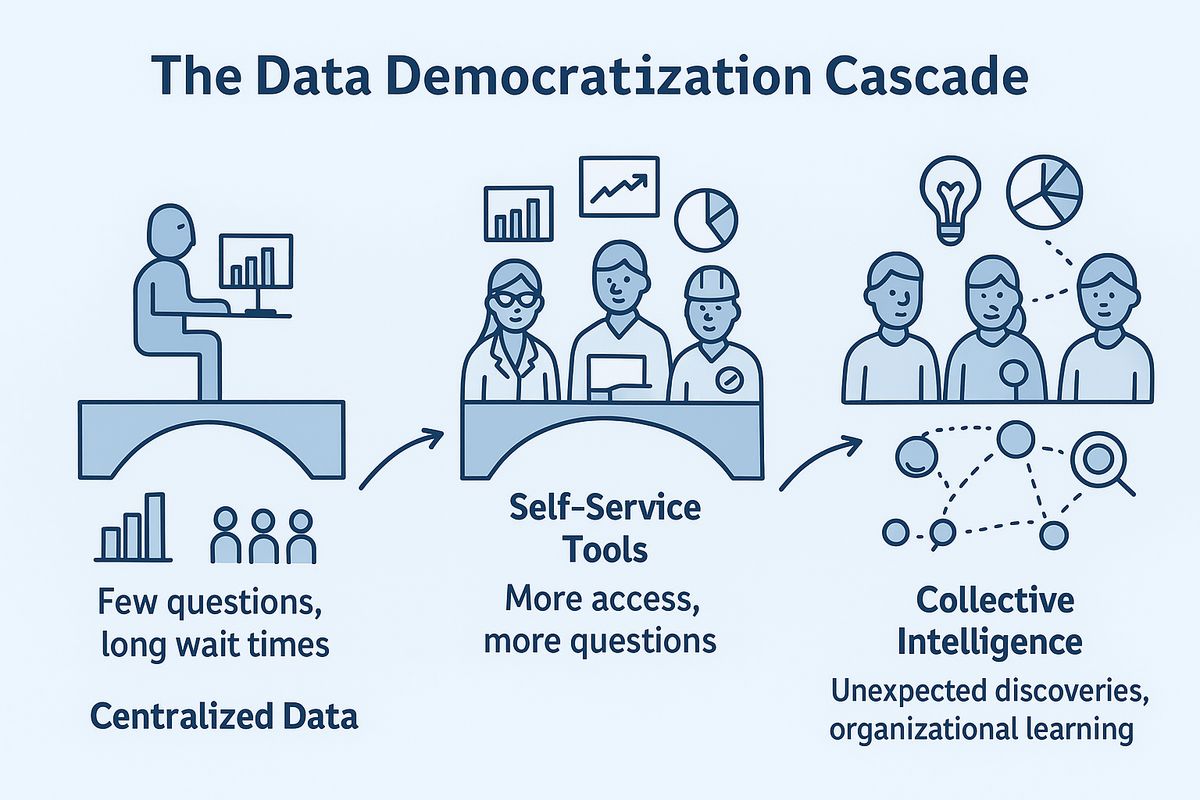 The Data Democratization Cascade
Few questions,
long wait times
Centralized Data
Self-Service
Tools
More access,
more questions
Collective
Intelligence
Unexpected discoveries,
organizational learning